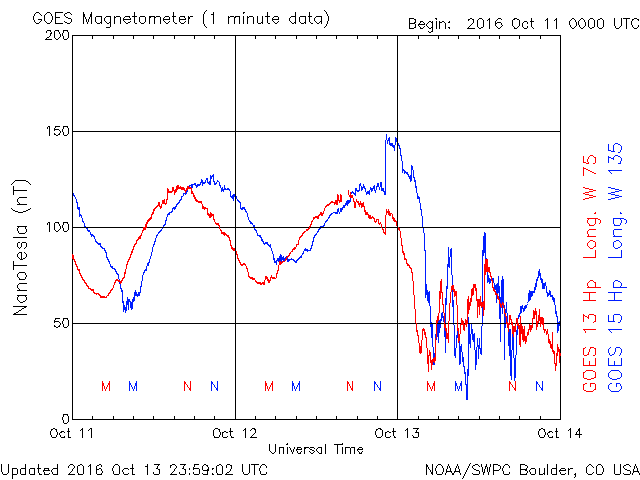 GOES Magnetometer (1 minute data)
Begin: 2016 Oct 11 0000 UTC
200
150
100
50
0
NanoTesla (nT)
M M N N M M N N M M N N
Oct 11 Oct 12 Oct 13 Oct 14
Universal Time
GOES 13 Hp Long. W 75
GOES 15 Hp Long. W 135
Updated 2016 Oct 13 23:59:02 UTC
NOAA/SWPC Boulder, CO USA